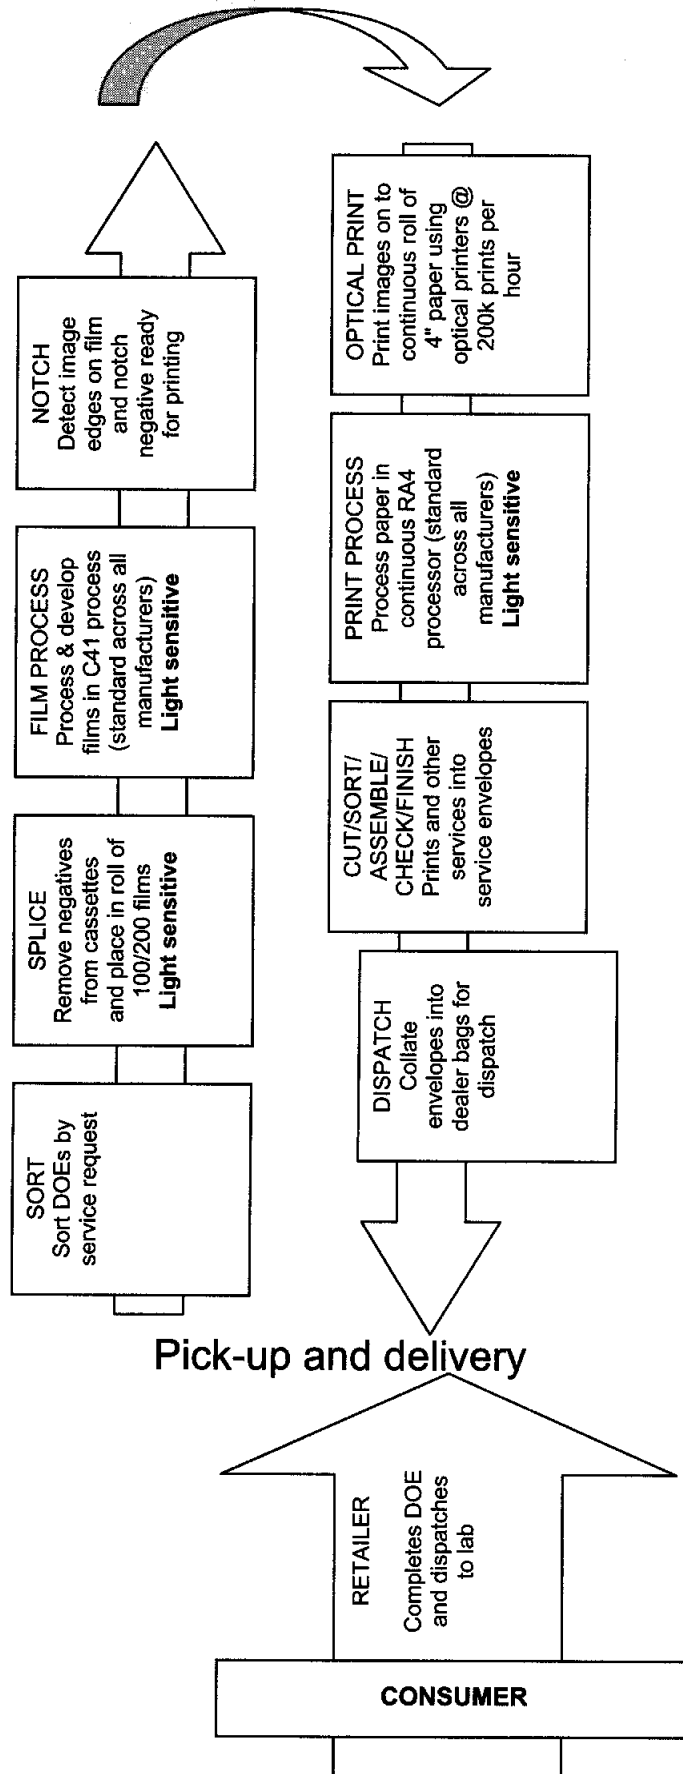 CONSUMER
RETAILER
Completes DOE
and dispatches
to lab
Pick-up and delivery
SORT
Sort DOEs by
service request
SPLICE
Remove negatives
from cassettes
and place in roll of
100/200 films
Light sensitive
FILM PROCESS
Process & develop
films in C41 process
(standard across all
manufacturers)
Light sensitive
NOTCH
Detect image
edges on film
and notch
negative ready
for printing
OPTICAL PRINT
Print images on to
continuous roll of
4" paper using
optical printers @
200k prints per
hour
PRINT PROCESS
Process paper in
continuous RA4
processor (standard
across all
manufacturers)
Light sensitive
CUT/SORT/
ASSEMBLE/
CHECK/FINISH
Prints and other
services into
service envelopes
DISPATCH
Collate
envelopes into
dealer bags for
dispatch